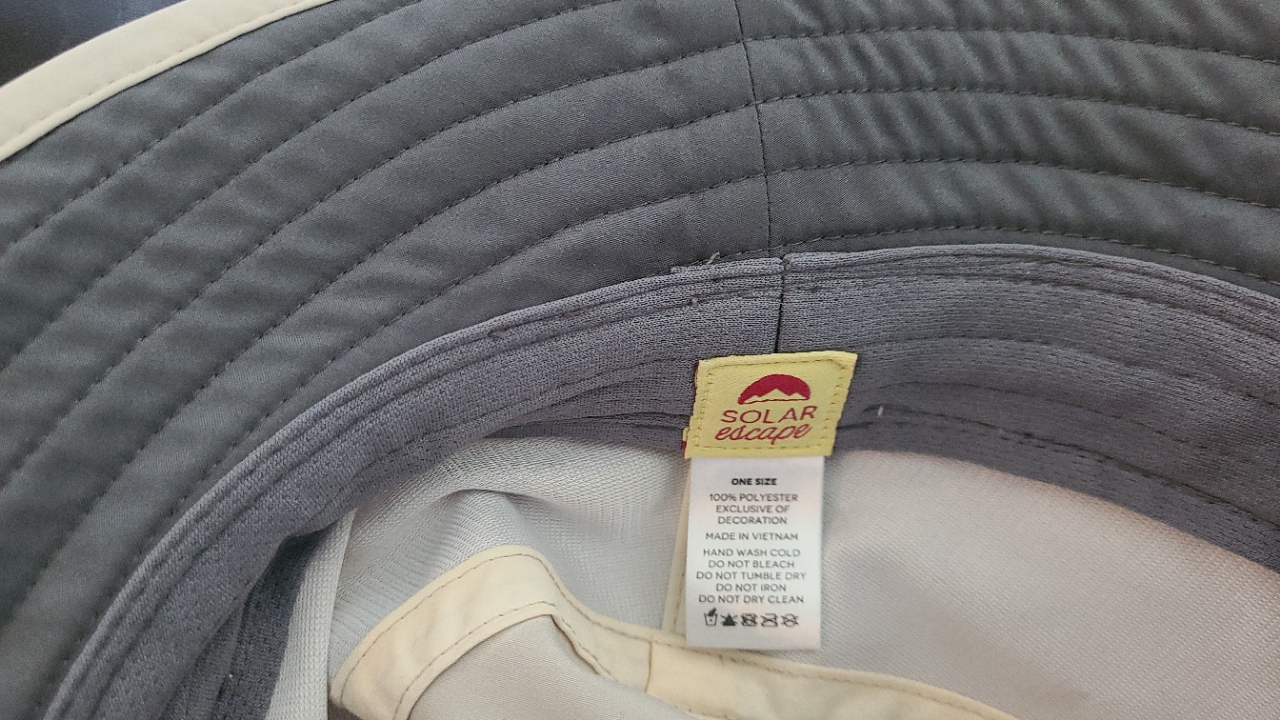 SOLAR
escape
ONE SIZE
100% POLYESTER
EXCLUSIVE OF
DECORATION
MADE IN VIETNAM
HAND WASH COLD
DO NOT BLEACH
DO NOT TUMBLE DRY
DO NOT IRON
DO NOT DRY CLEAN